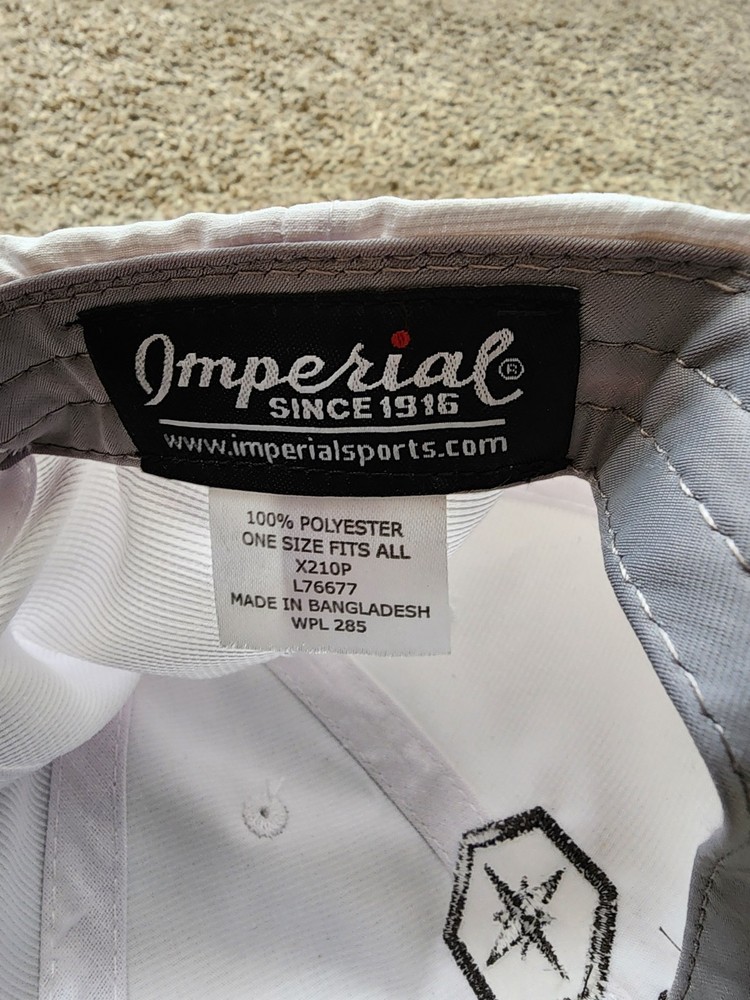 Imperial®
SINCE 1916
www.imperialsports.com
100% POLYESTER
ONE SIZE FITS ALL
X210P
L76677
MADE IN BANGLADESH
WPL 285